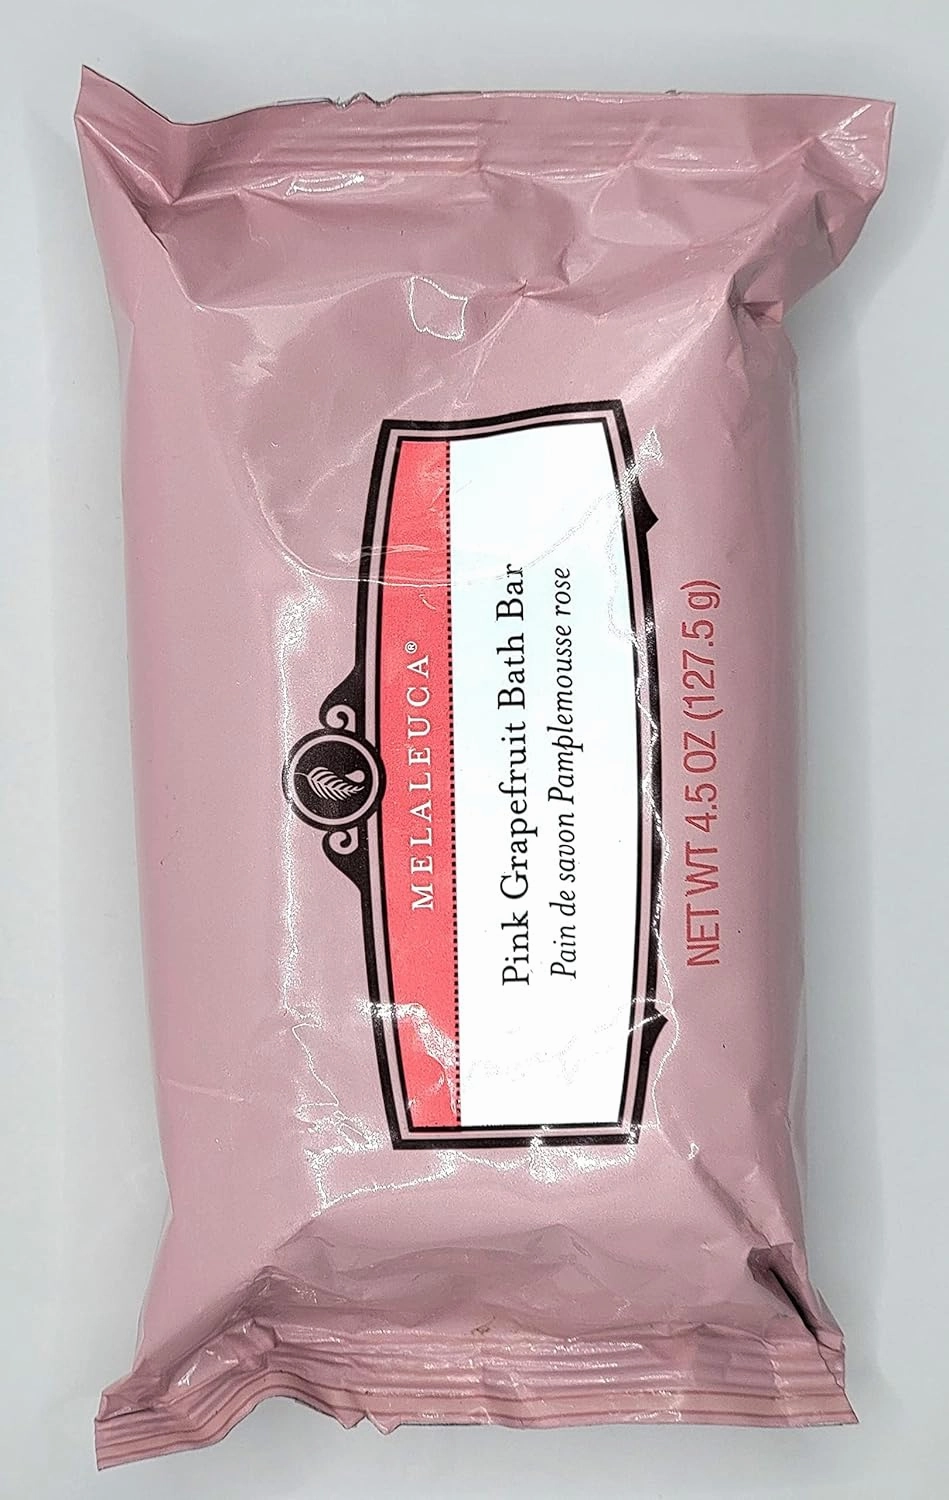 MELALEUCA®
Pink Grapefruit Bath Bar
Pain de savon Pamplemousse rose
NET WT 4.5 OZ (127.5 g)